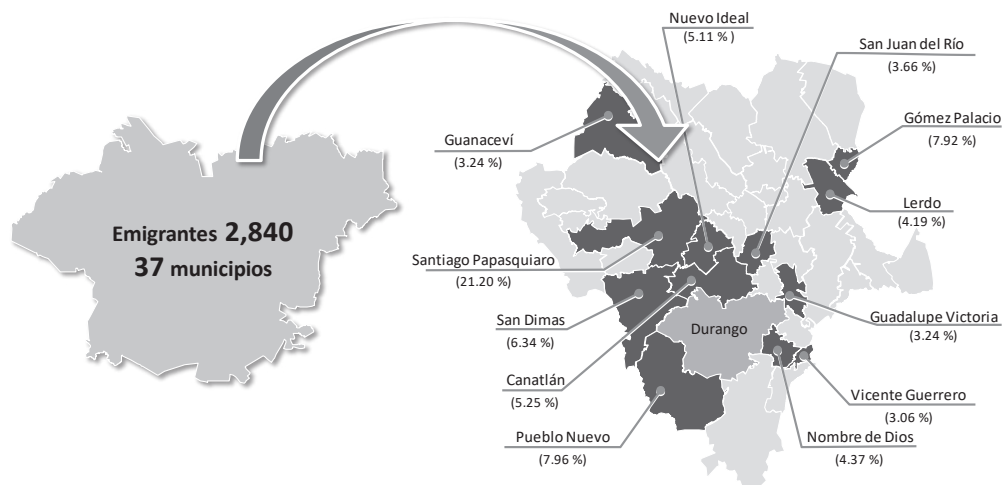 Emigrantes 2,840
37 municipios
Nuevo Ideal
(5.11 % )
San Juan del Río
(3.66 %)
Guanaceví
(3.24 %)
Gómez Palacio
(7.92 %)
Lerdo
(4.19 %)
Santiago Papasquiaro
(21.20 %)
San Dimas
(6.34 %)
Durango
Guadalupe Victoria
(3.24 %)
Canatlán
(5.25 %)
Vicente Guerrero
(3.06 %)
Pueblo Nuevo
(7.96 %)
Nombre de Dios
(4.37 %)